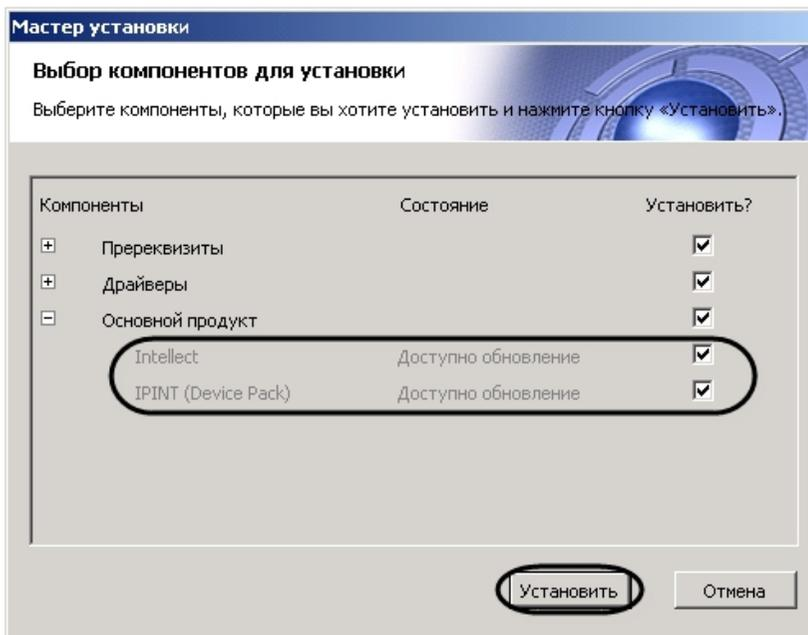 Мастер установки
Выбор компонентов для установки
Выберите компоненты, которые вы хотите установить и нажмите кнопку «Установить».
Компоненты Состояние Установить?
Пререквизиты
Драйверы
Основной продукт
Intellect Доступно обновление
IPINT (Device Pack) Доступно обновление
Установить Отмена